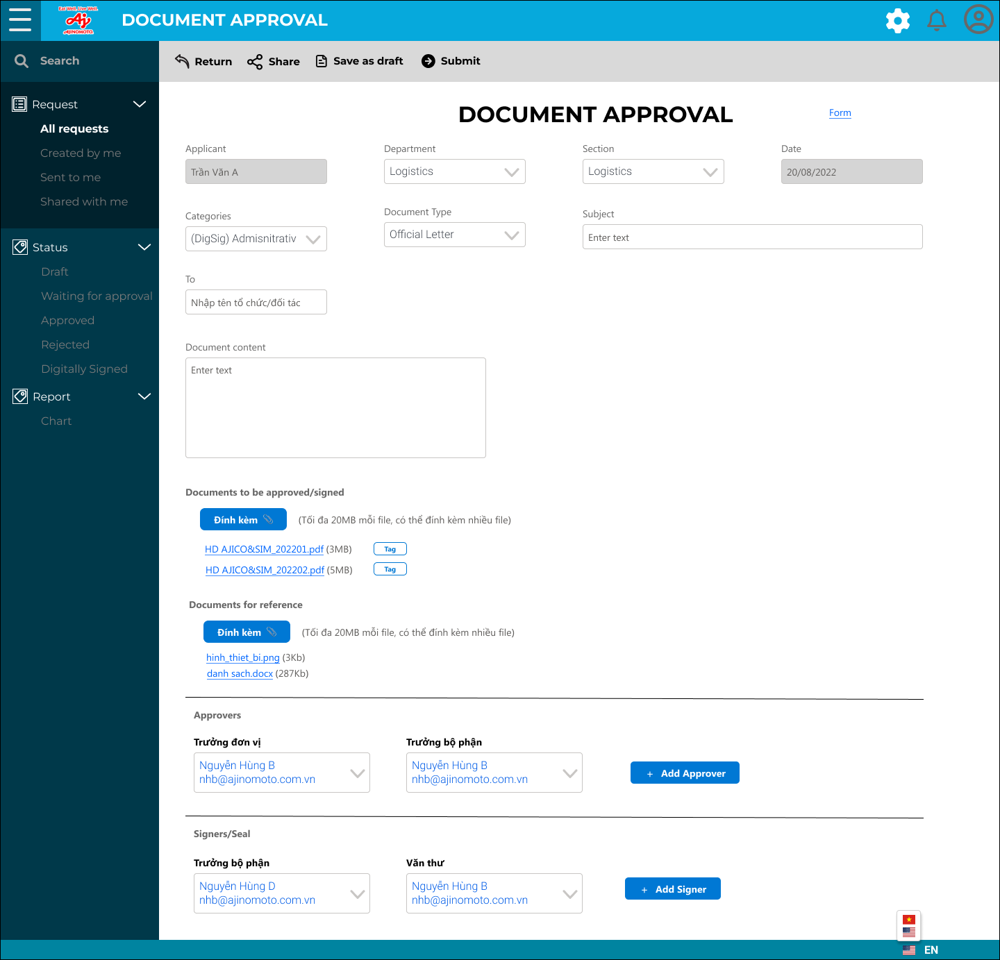 Eat Well, Live Well.
Aj
AJINOMOTO
DOCUMENT APPROVAL
Search
Return
Share
Save as draft
Submit
Request
All requests
Created by me
Sent to me
Shared with me
Status
Draft
Waiting for approval
Approved
Rejected
Digitally Signed
Report
Chart
DOCUMENT APPROVAL
Form
Applicant
Department
Section
Date
Trần Văn A
Logistics
Logistics
20/08/2022
Categories
Document Type
Subject
(DigSig) Admisnitrativ
Official Letter
Enter text
To
Nhập tên tổ chức/đối tác
Document content
Enter text
Documents to be approved/signed
Đính kèm
(Tối đa 20MB mỗi file, có thể đính kèm nhiều file)
HD AJICO&SIM_202201.pdf (3MB)
Tag
HD AJICO&SIM_202202.pdf (5MB)
Tag
Documents for reference
Đính kèm
(Tối đa 20MB mỗi file, có thể đính kèm nhiều file)
hinh_thiet_bi.png (3Kb)
danh sach.docx (287Kb)
Approvers
Trưởng đơn vị
Trưởng bộ phận
Nguyễn Hùng B
nhb@ajinomoto.com.vn
Nguyễn Hùng B
nhb@ajinomoto.com.vn
+ Add Approver
Signers/Seal
Trưởng bộ phận
Văn thư
Nguyễn Hùng D
nhb@ajinomoto.com.vn
Nguyễn Hùng B
nhb@ajinomoto.com.vn
+ Add Signer
EN